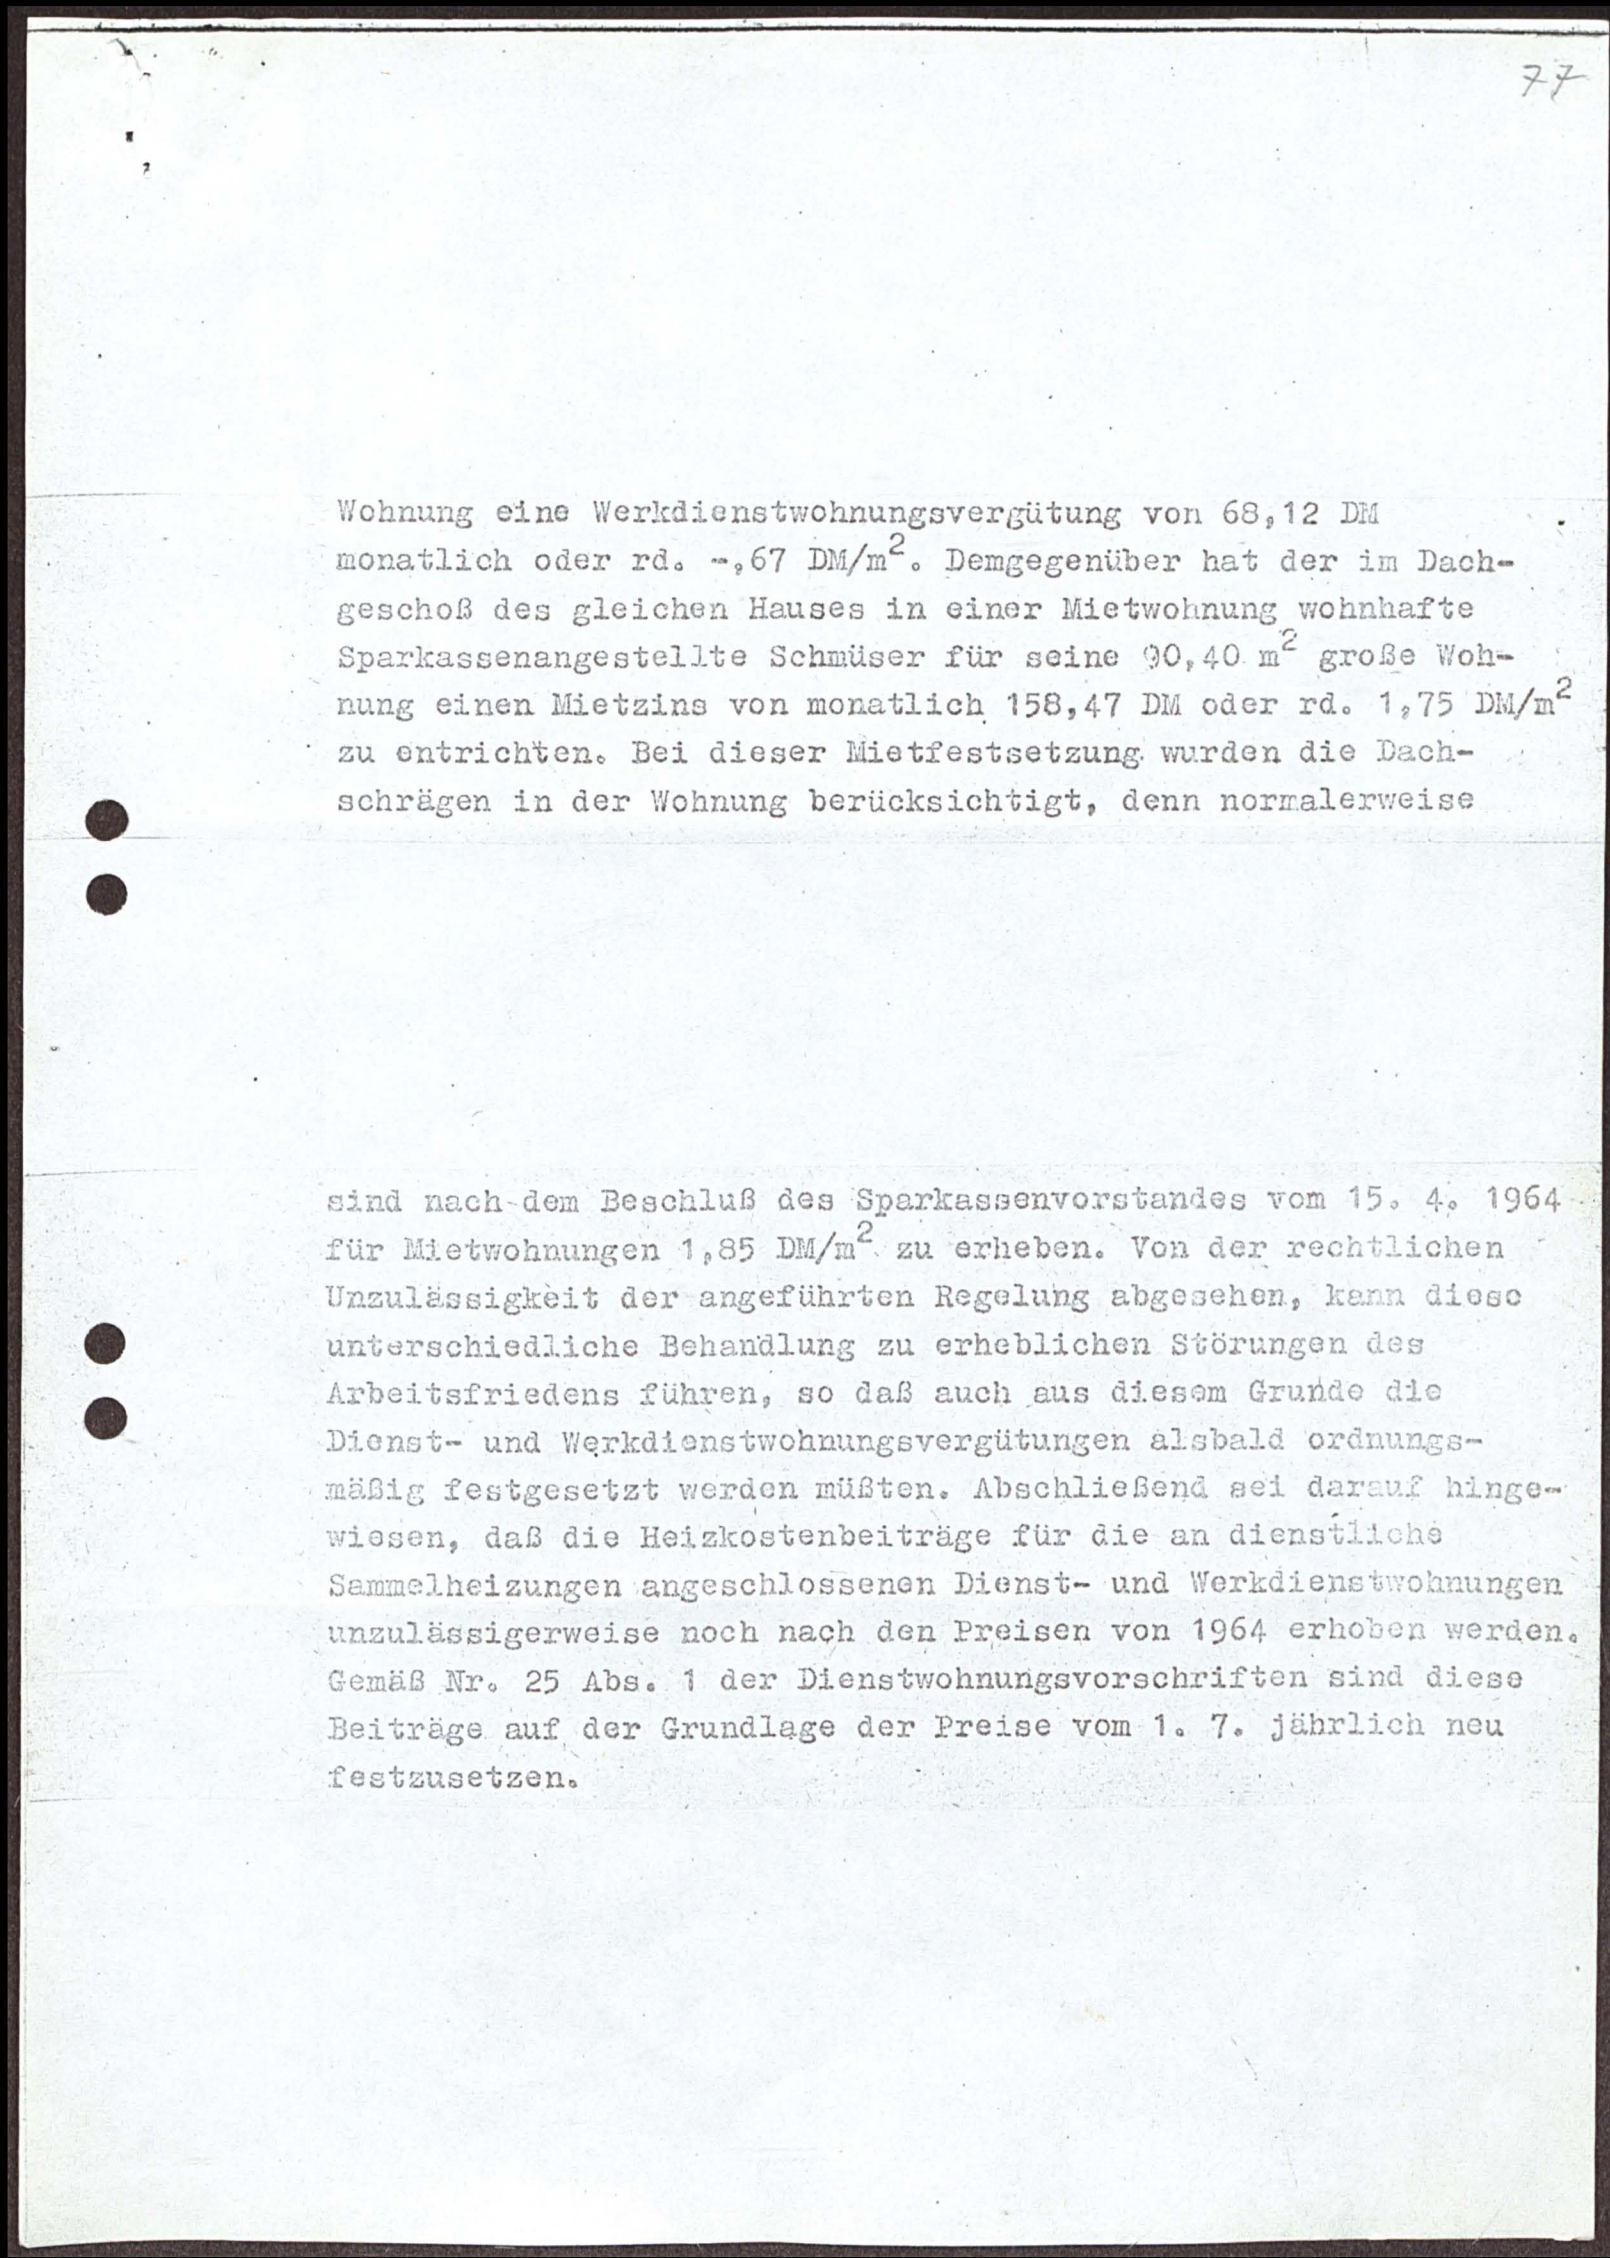 77
Wohnung eine Werkdienstwohnungsvergütung von 68,12 DM
monatlich oder rd. -,67 DM/m². Demgegenüber hat der im Dach-
geschoß des gleichen Hauses in einer Mietwohnung wohnhafte
Sparkassenangestellte Schmüser für seine 90,40 m² große Woh-
nung einen Mietzins von monatlich 158,47 DM oder rd. 1,75 DM/m²
zu entrichten. Bei dieser Mietfestsetzung wurden die Dach-
schrägen in der Wohnung berücksichtigt, denn normalerweise
sind nach dem Beschluß des Sparkassenvorstandes vom 15. 4. 1964
für Mietwohnungen 1,85 DM/m² zu erheben. Von der rechtlichen
Unzulässigkeit der angeführten Regelung abgesehen, kann diese
unterschiedliche Behandlung zu erheblichen Störungen des
Arbeitsfriedens führen, so daß auch aus diesem Grunde die
Dienst- und Werkdienstwohnungsvergütungen alsbald ordnungs-
mäßig festgesetzt werden müßten. Abschließend sei darauf hinge-
wiesen, daß die Heizkostenbeiträge für die an dienstliche
Sammelheizungen angeschlossenen Dienst- und Werkdienstwohnungen
unzulässigerweise noch nach den Preisen von 1964 erhoben werden.
Gemäß Nr. 25 Abs. 1 der Dienstwohnungsvorschriften sind diese
Beiträge auf der Grundlage der Preise vom 1. 7. jährlich neu
festzusetzen.